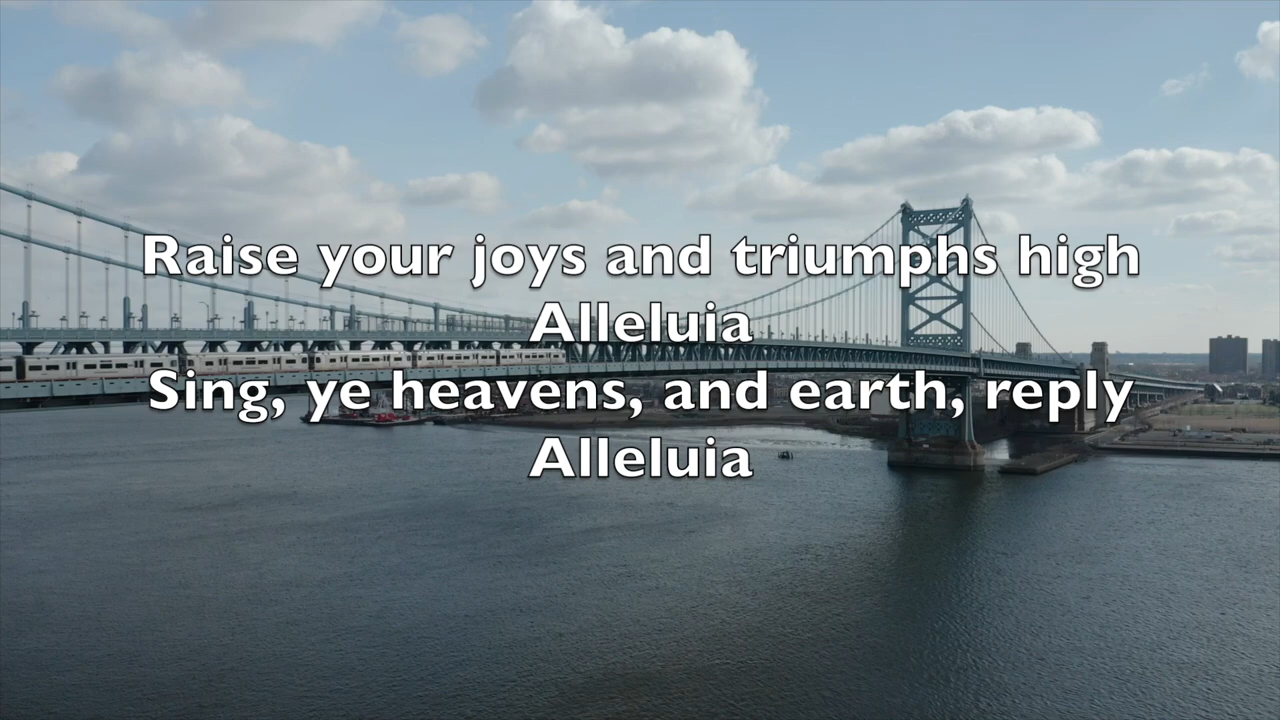 Raise your joys and triumphs high
Alleluia
Sing, ye heavens, and earth, reply
Alleluia